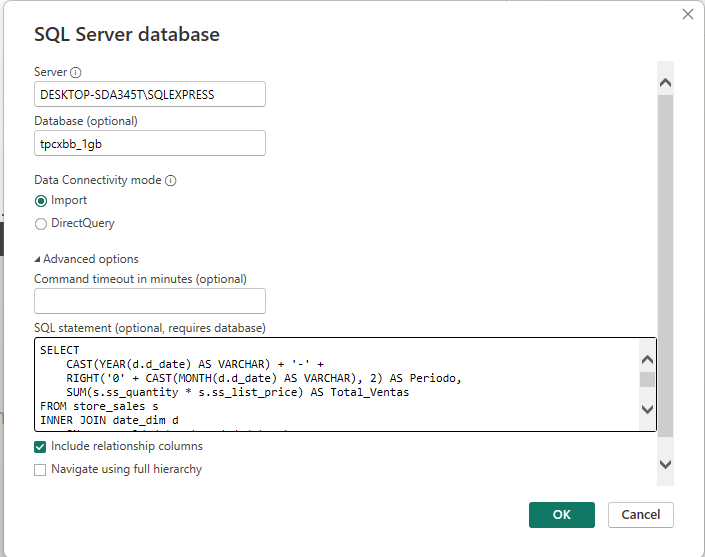 SQL Server database
Server
DESKTOP-SDA345T\SQLEXPRESS
Database (optional)
tpcxbb_1gb
Data Connectivity mode
Import
DirectQuery
Advanced options
Command timeout in minutes (optional)
SQL statement (optional, requires database)
SELECT
CAST(YEAR(d.d_date) AS VARCHAR) + '-' +
RIGHT('0' + CAST(MONTH(d.d_date) AS VARCHAR), 2) AS Periodo,
SUM(s.ss_quantity * s.ss_list_price) AS Total_Ventas
FROM store_sales s
INNER JOIN date_dim d
Include relationship columns
Navigate using full hierarchy
OK
Cancel